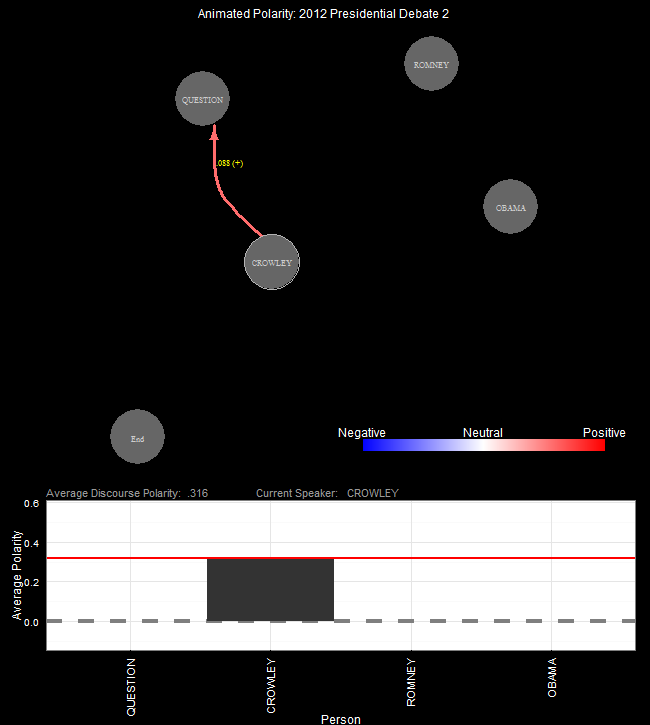 Animated Polarity: 2012 Presidential Debate 2
ROMNEY
QUESTION
.088 (+)
OBAMA
CROWLEY
End
Negative Neutral Positive
Average Discourse Polarity: .316 Current Speaker: CROWLEY
0.6
0.4
0.2
0.0
Average Polarity
QUESTION
CROWLEY
ROMNEY
OBAMA
Person